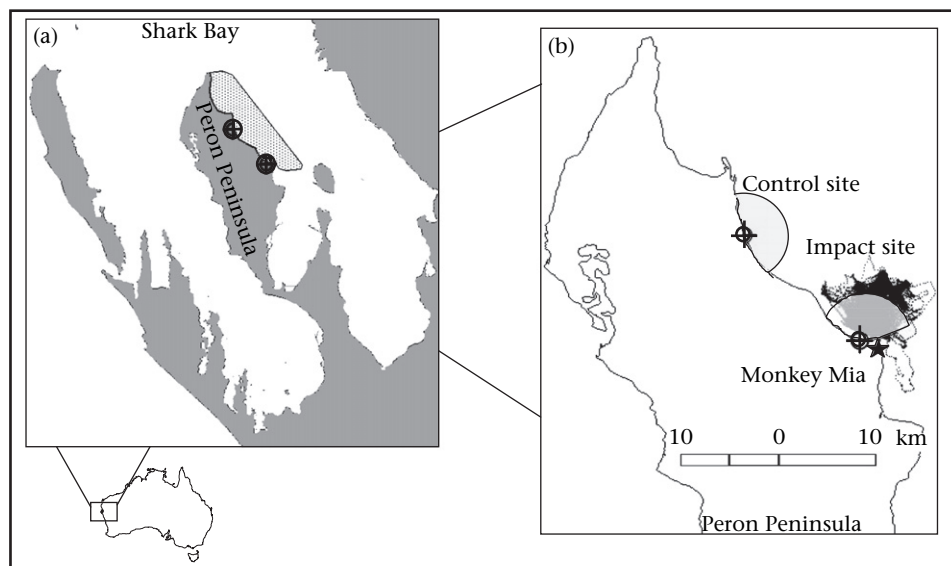 (a)
Shark Bay
Peron Peninsula
(b)
Control site
Impact site
Monkey Mia
10 0 10 km
Peron Peninsula